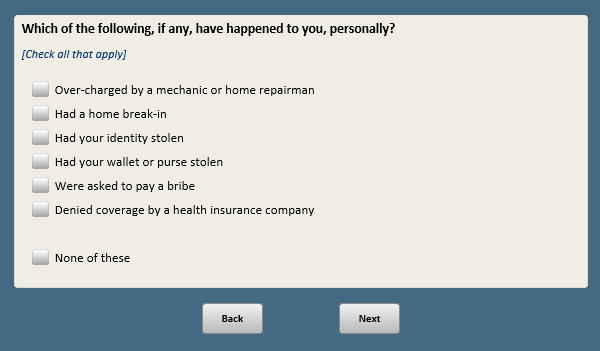 Which of the following, if any, have happened to you, personally?
[Check all that apply]
Over-charged by a mechanic or home repairman
Had a home break-in
Had your identity stolen
Had your wallet or purse stolen
Were asked to pay a bribe
Denied coverage by a health insurance company
None of these
Back Next